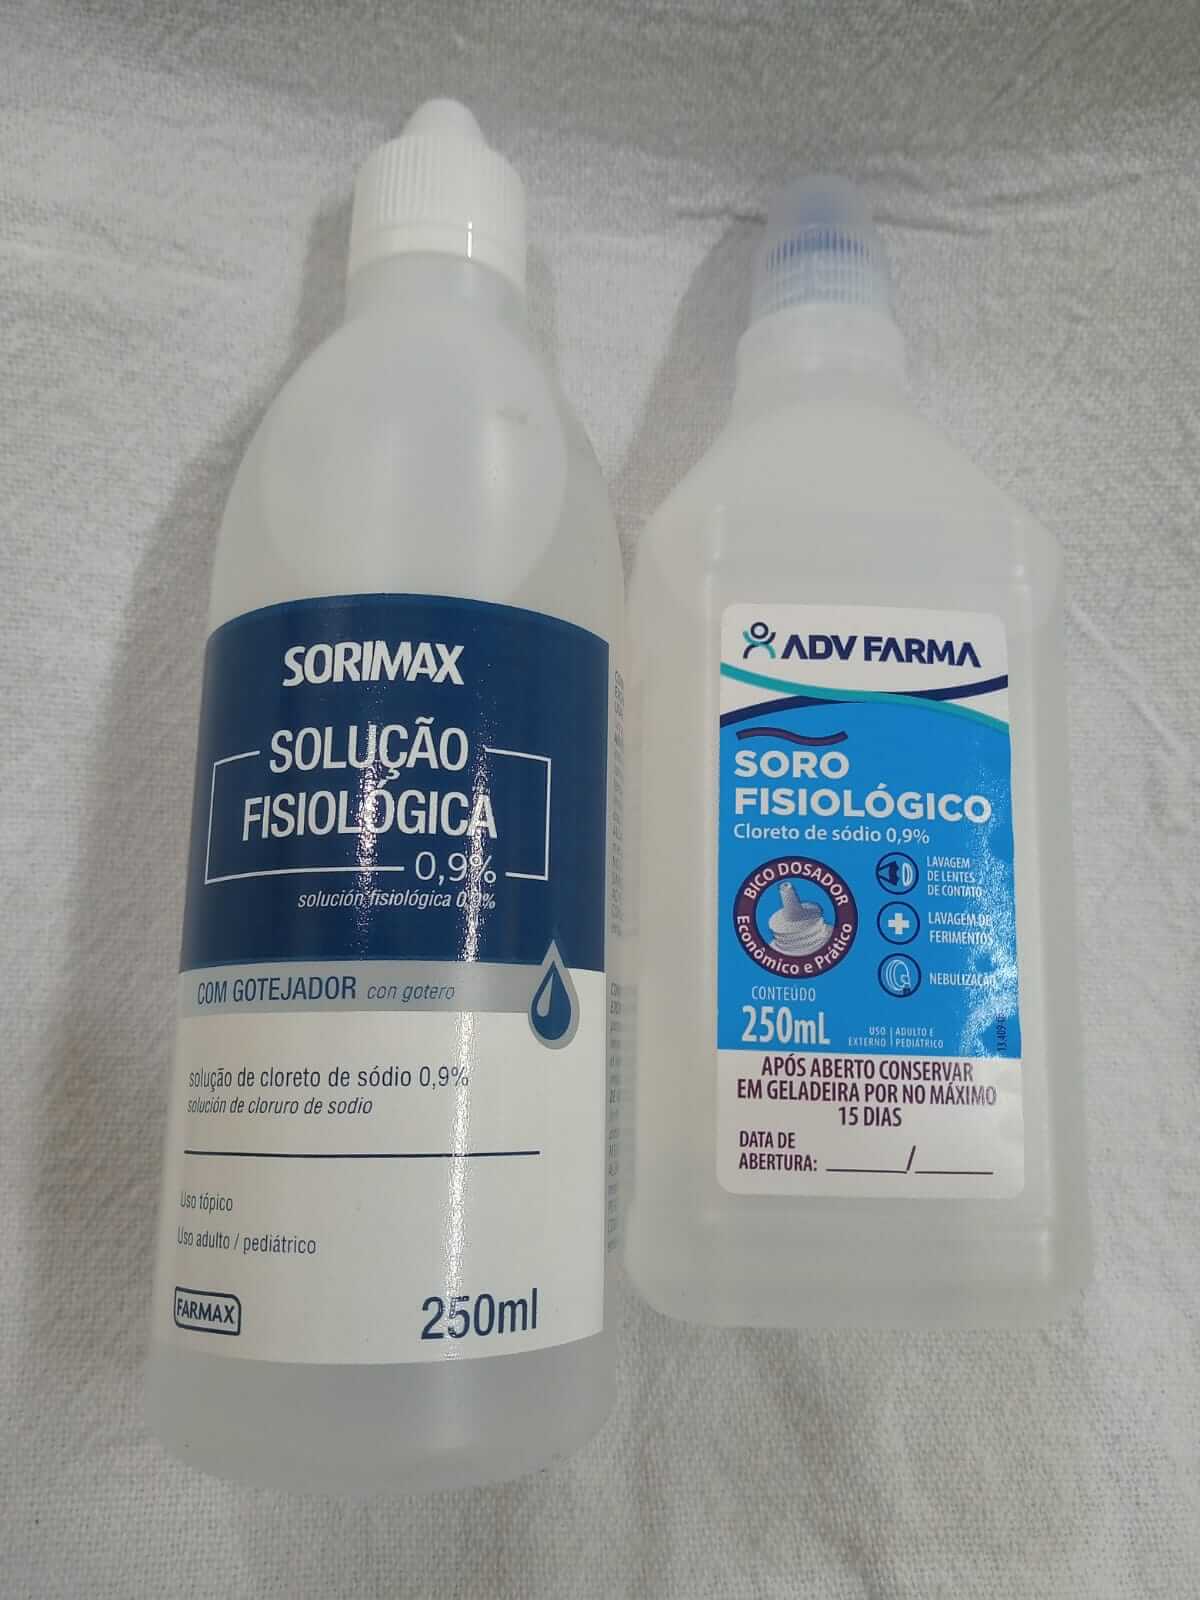 SORIMAX
SOLUÇÃO
FISIOLÓGICA
0,9%
solución fisiológica 0,9%
COM GOTEJADOR con gotero
solução de cloreto de sódio 0,9%
solución de cloruro de sodio
Uso tópico
Uso adulto / pediátrico
FARMAX
250ml
ADV FARMA
SORO
FISIOLÓGICO
Cloreto de sódio 0,9%
BICO DOSADOR
Econômico e Prático
LAVAGEM
DE LENTES
DE CONTATO
LAVAGEM DE
FERIMENTOS
NEBULIZAÇÃO
CONTEÚDO
250mL
USO
EXTERNO
ADULTO E
PEDIÁTRICO
APÓS ABERTO CONSERVAR
EM GELADEIRA POR NO MÁXIMO
15 DIAS
DATA DE
ABERTURA: ______/______